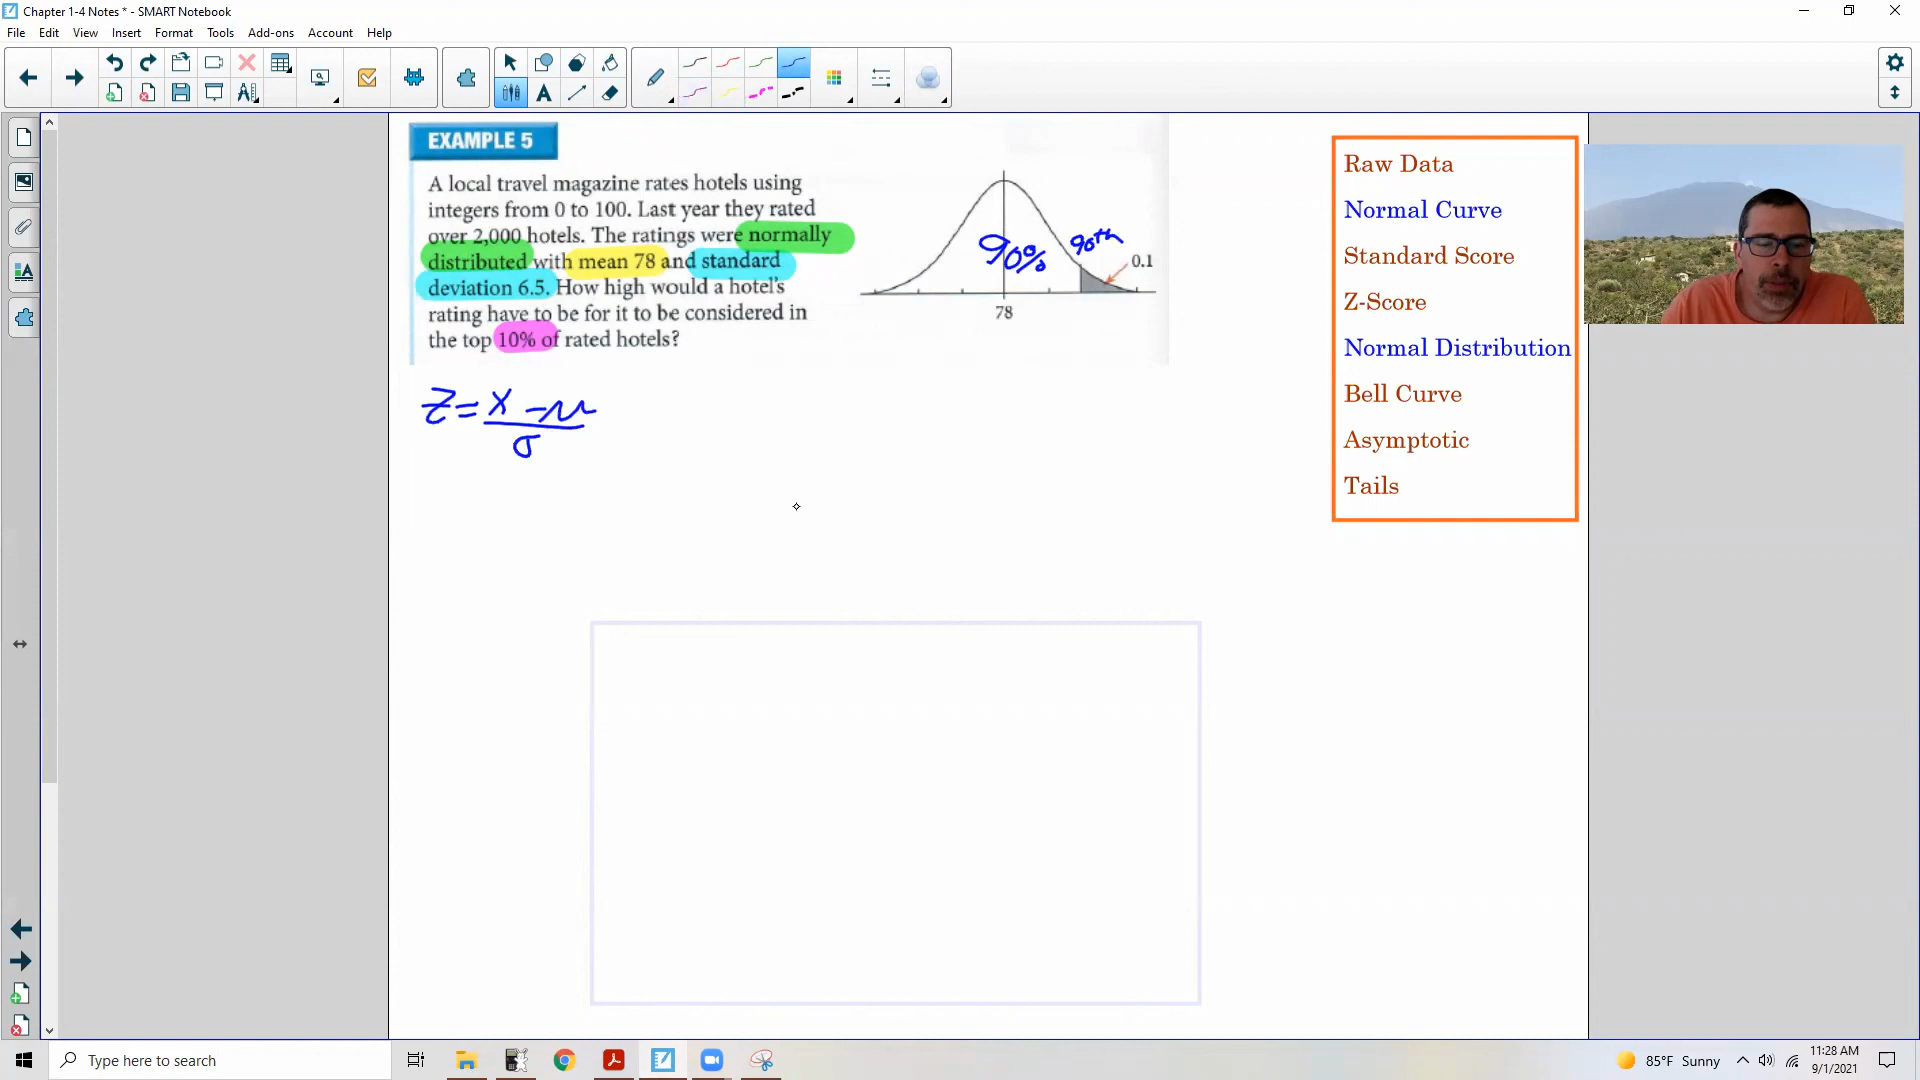 Chapter 1-4 Notes * - SMART Notebook
File Edit View Insert Format Tools Add-ons Account Help
EXAMPLE 5
A local travel magazine rates hotels using
integers from 0 to 100. Last year they rated
over 2,000 hotels. The ratings were normally
distributed with mean 78 and standard
deviation 6.5. How high would a hotel's
rating have to be for it to be considered in
the top 10% of rated hotels?
90%
90th
0.1
78
Z = X - μ
σ
Raw Data
Normal Curve
Standard Score
Z-Score
Normal Distribution
Bell Curve
Asymptotic
Tails
Type here to search
85°F Sunny
11:28 AM
9/1/2021